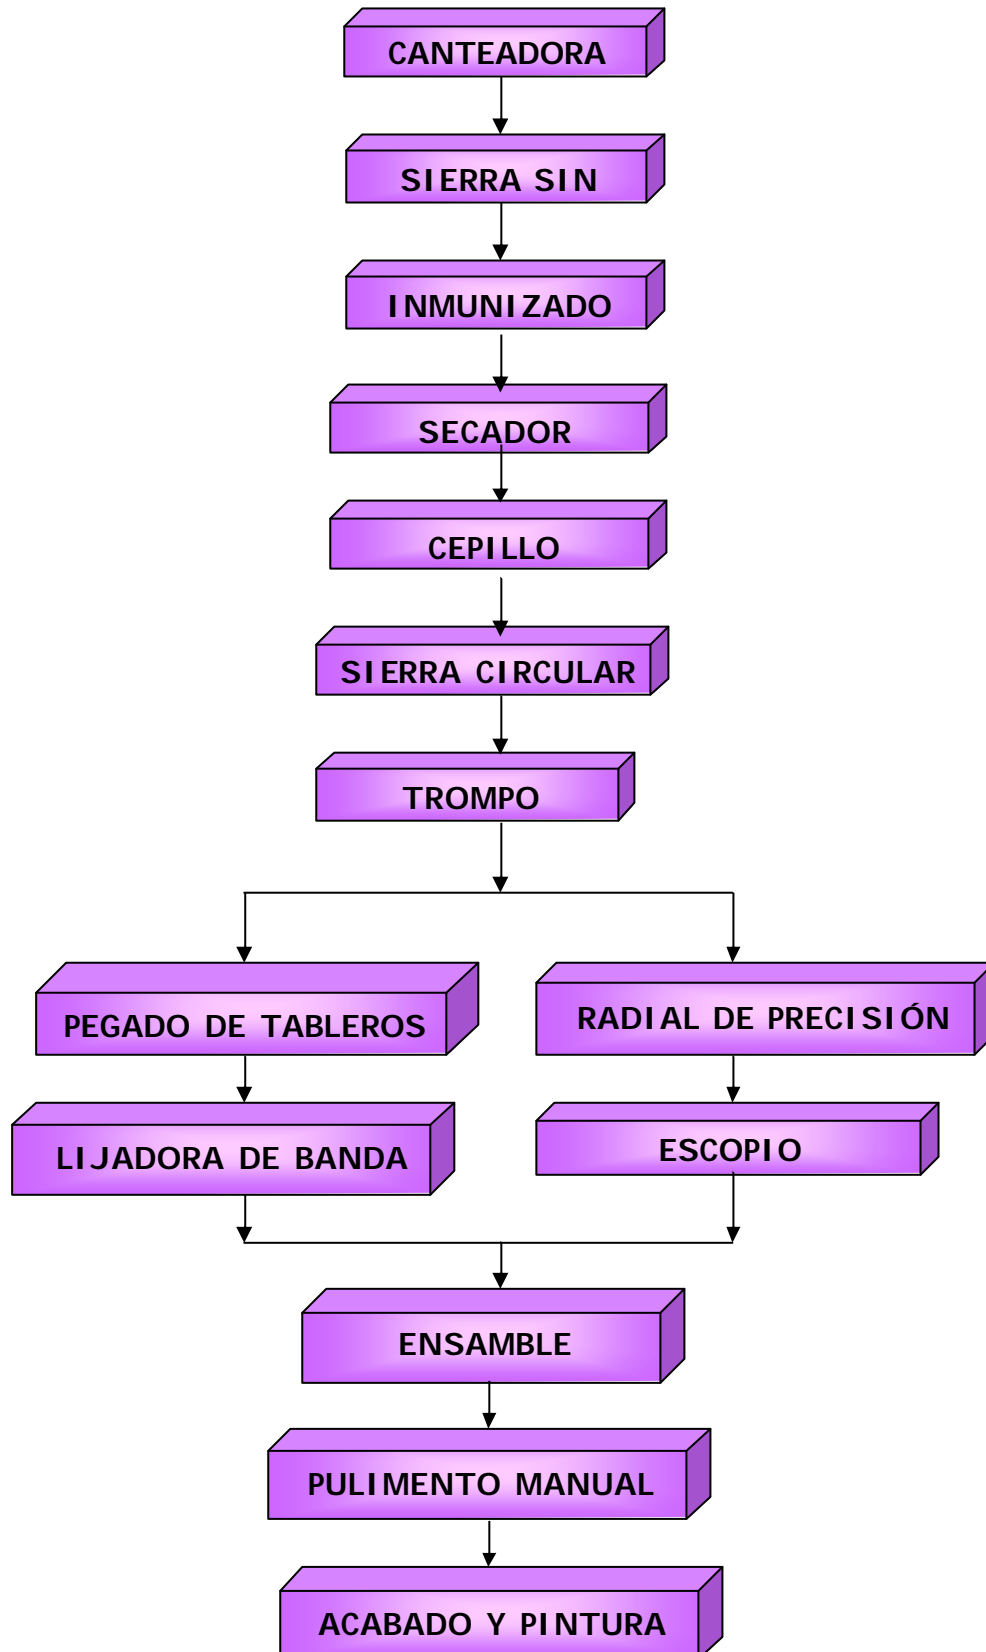 CANTEADORA
SIERRA SIN
INMUNIZADO
SECADOR
CEPILLO
SIERRA CIRCULAR
TROMPO
PEGADO DE TABLEROS
RADIAL DE PRECISIÓN
LIJADORA DE BANDA
ESCOPIO
ENSAMBLE
PULIMENTO MANUAL
ACABADO Y PINTURA